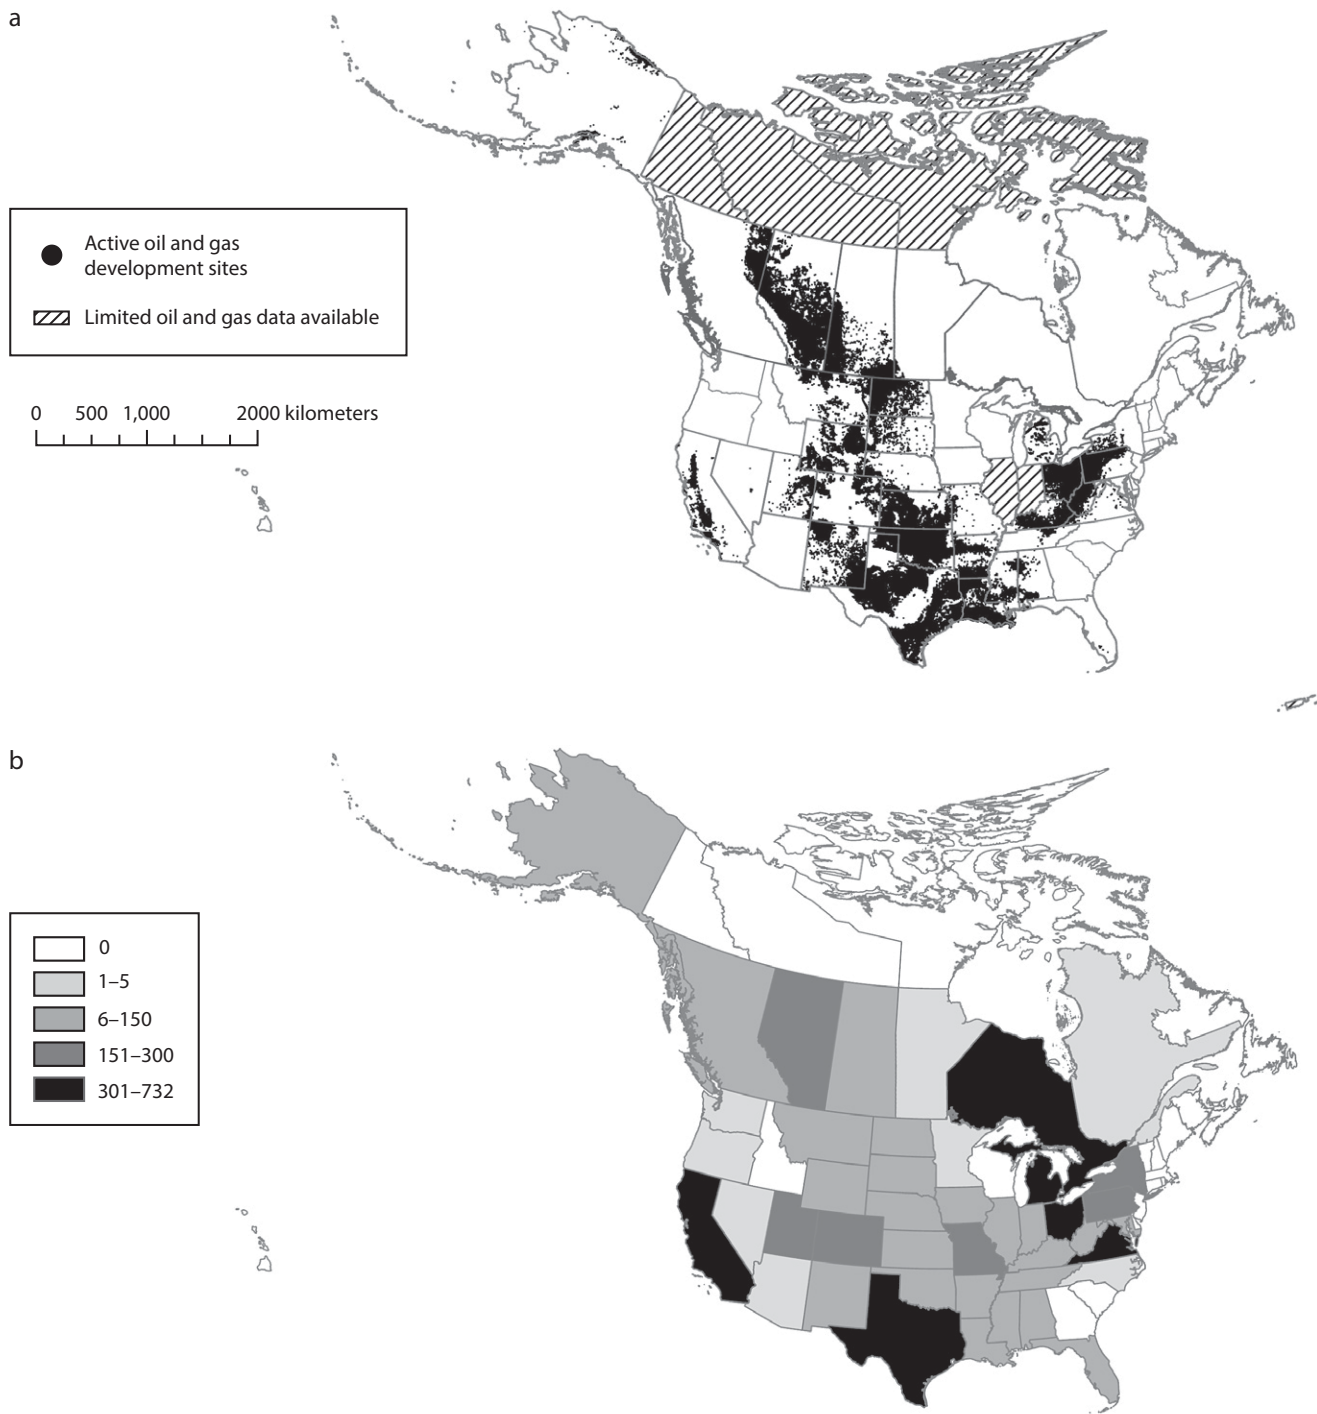 a
Active oil and gas
development sites
Limited oil and gas data available
0 500 1,000 2000 kilometers
b
0
1–5
6–150
151–300
301–732